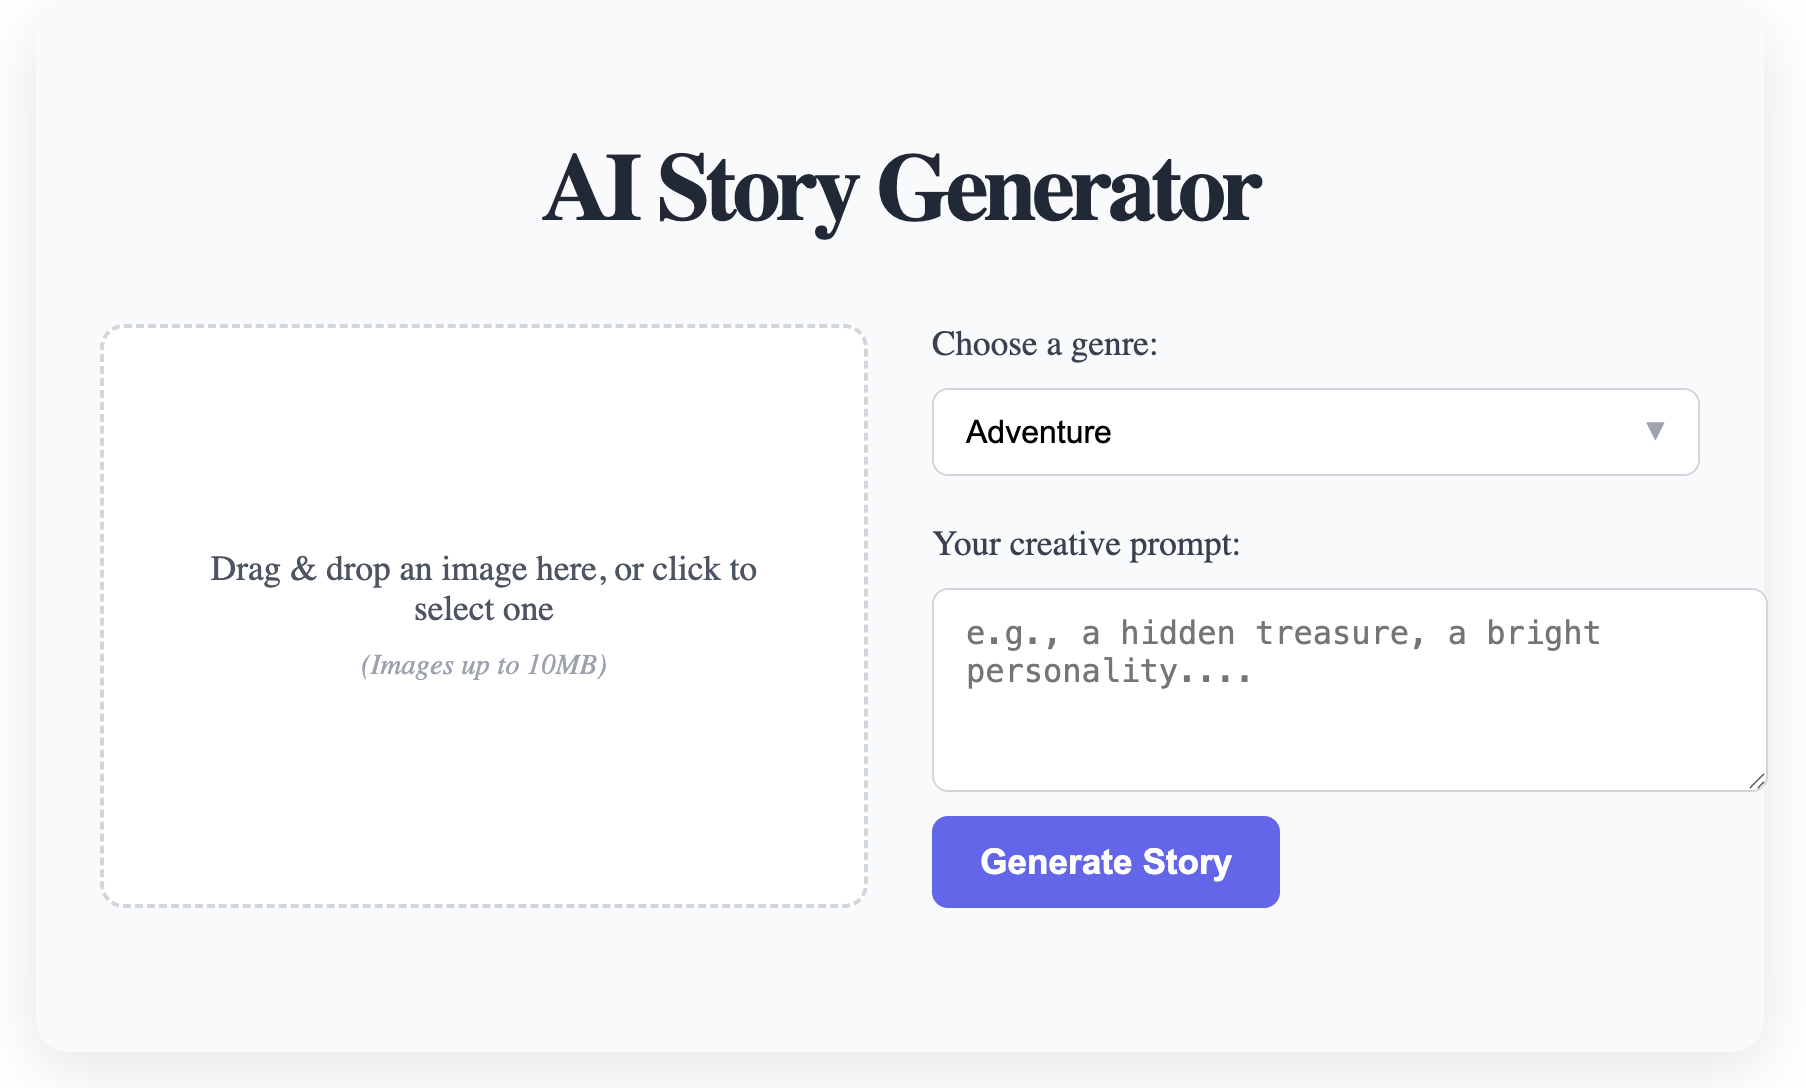 AI Story Generator
Drag & drop an image here, or click to
select one
(Images up to 10MB)
Choose a genre:
Adventure
Your creative prompt:
e.g., a hidden treasure, a bright
personality....
Generate Story